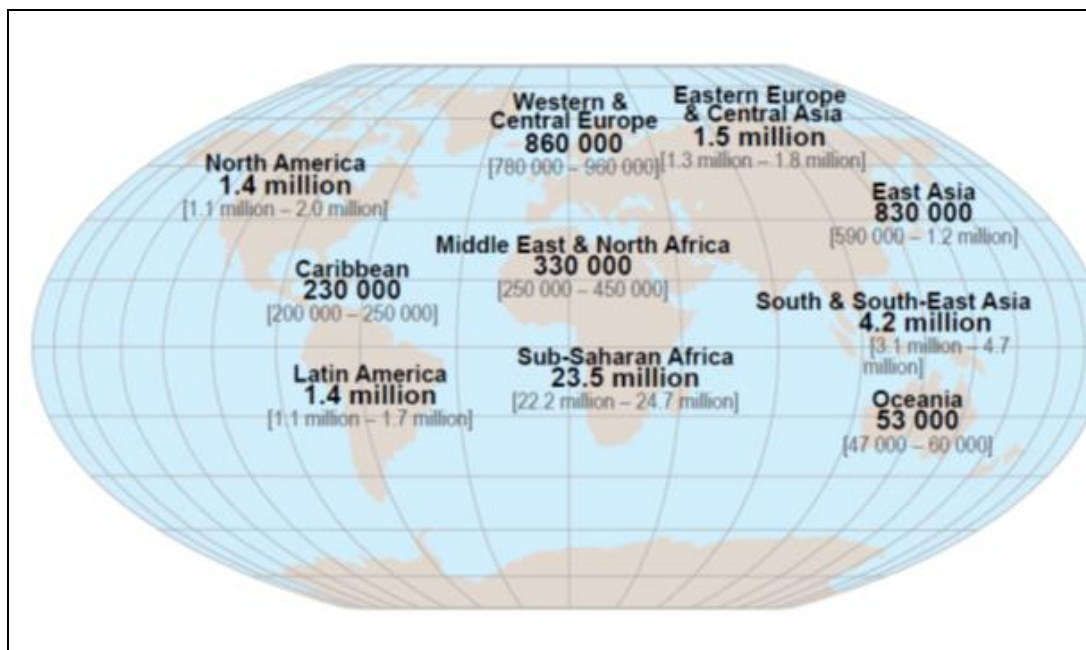 Western &
Central Europe
860 000
[780 000 – 960 000]
Eastern Europe
& Central Asia
1.5 million
[1.3 million – 1.8 million]
North America
1.4 million
[1.1 million – 2.0 million]
East Asia
830 000
[590 000 – 1.2 million]
Middle East & North Africa
330 000
[250 000 – 450 000]
Caribbean
230 000
[200 000 – 250 000]
South & South-East Asia
4.2 million
[3.1 million – 4.7
million]
Sub-Saharan Africa
23.5 million
[22.2 million – 24.7 million]
Latin America
1.4 million
[1.1 million – 1.7 million]
Oceania
53 000
[47 000 – 60 000]